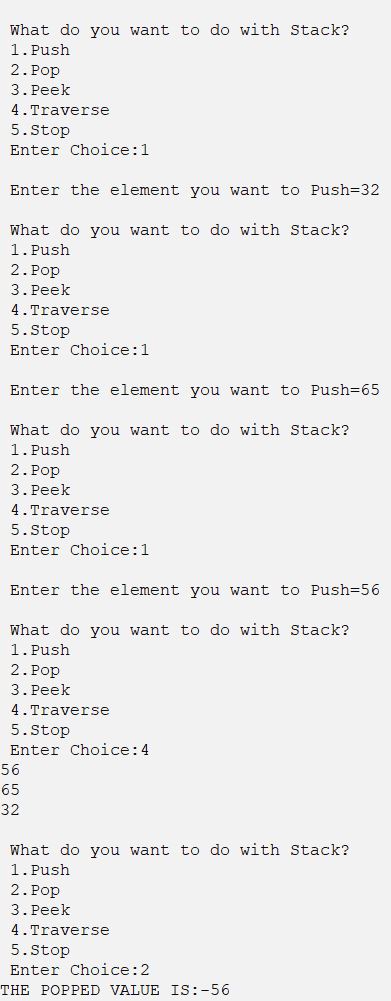 What do you want to do with Stack?
1.Push
2.Pop
3.Peek
4.Traverse
5.Stop
Enter Choice:1
Enter the element you want to Push=32
What do you want to do with Stack?
1.Push
2.Pop
3.Peek
4.Traverse
5.Stop
Enter Choice:1
Enter the element you want to Push=65
What do you want to do with Stack?
1.Push
2.Pop
3.Peek
4.Traverse
5.Stop
Enter Choice:1
Enter the element you want to Push=56
What do you want to do with Stack?
1.Push
2.Pop
3.Peek
4.Traverse
5.Stop
Enter Choice:4
56
65
32
What do you want to do with Stack?
1.Push
2.Pop
3.Peek
4.Traverse
5.Stop
Enter Choice:2
THE POPPED VALUE IS:-56